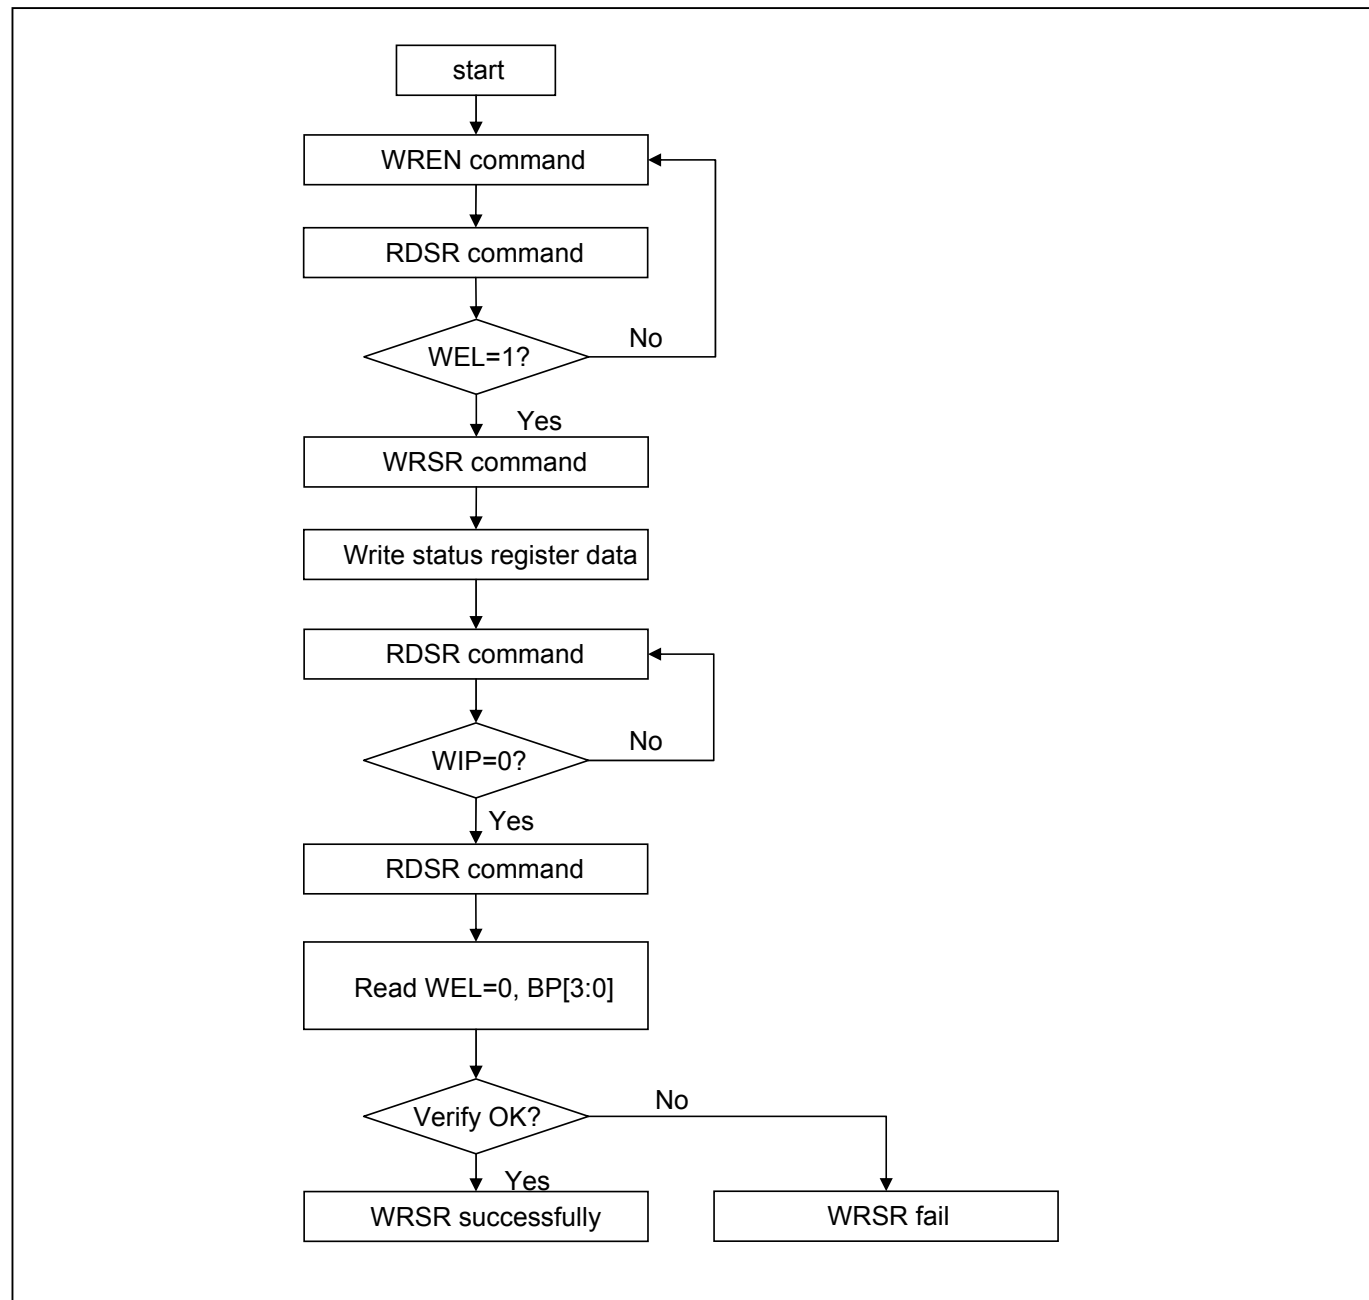 start
WREN command
RDSR command
No
WEL=1?
Yes
WRSR command
Write status register data
RDSR command
No
WIP=0?
Yes
RDSR command
Read WEL=0, BP[3:0]
No
Verify OK?
Yes
WRSR successfully
WRSR fail